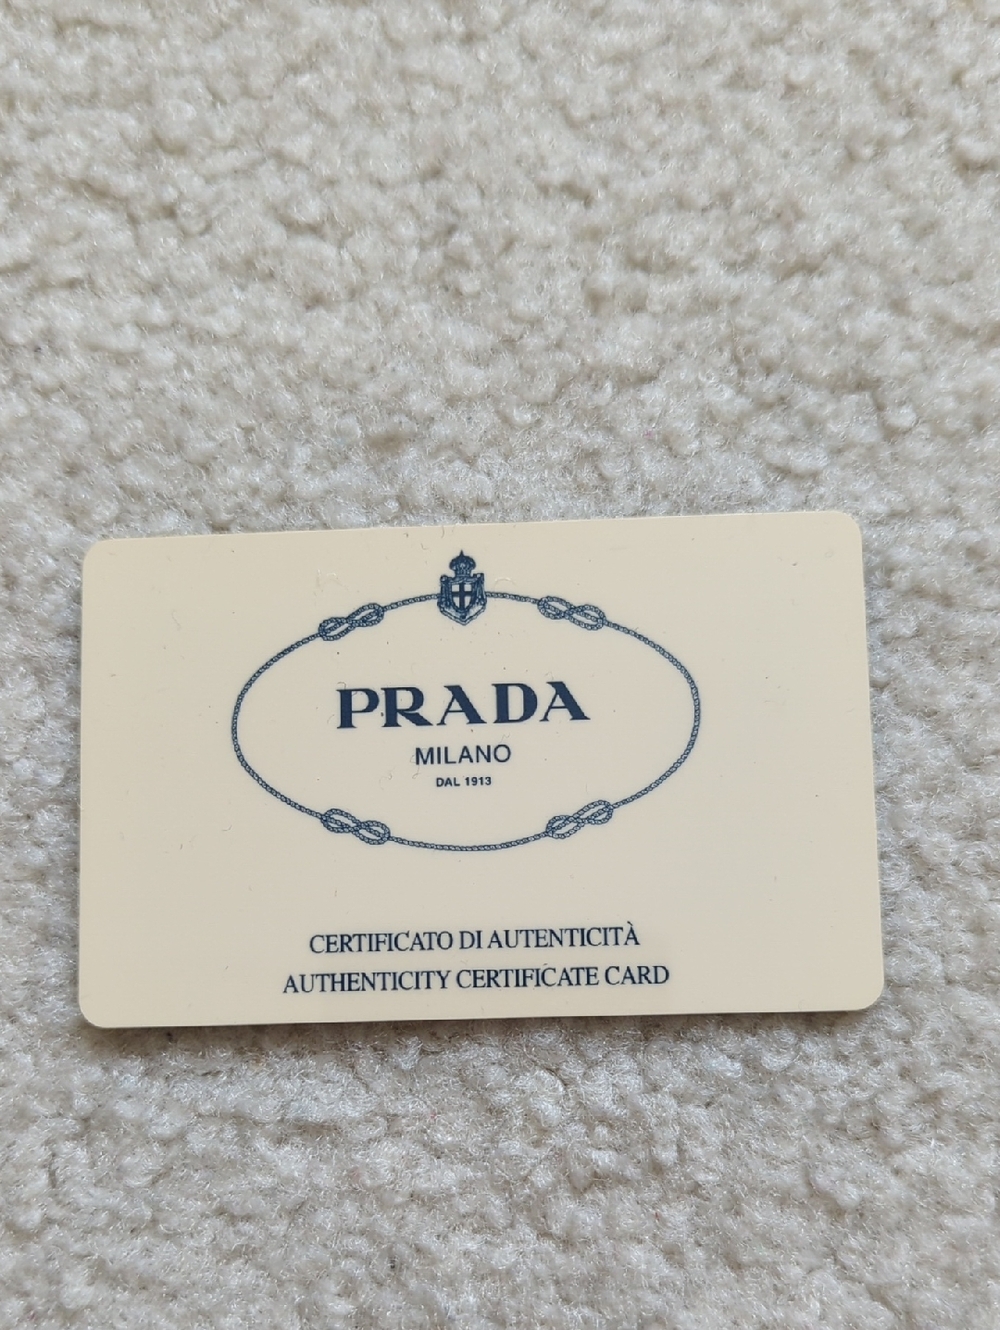 PRADA
MILANO
DAL 1913
CERTIFICATO DI AUTENTICITÀ
AUTHENTICITY CERTIFICATE CARD